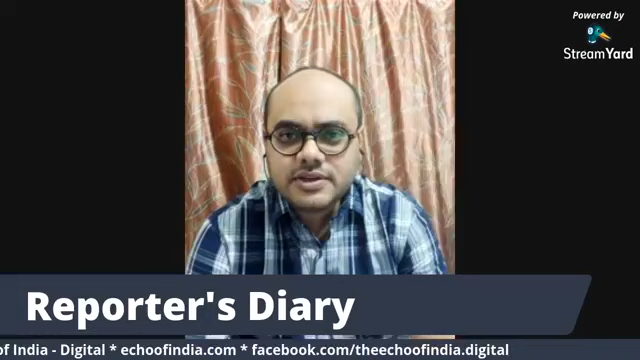 Powered by
StreamYard
Reporter's Diary
of India - Digital * echoofindia.com * facebook.com/theechoofindia.digital